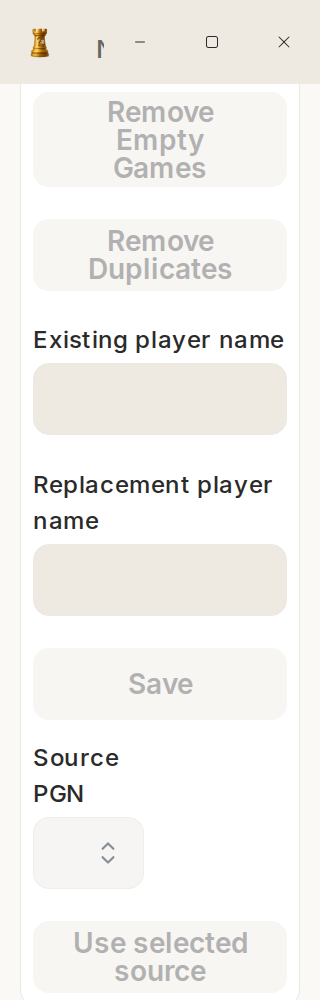 Remove
Empty
Games
Remove
Duplicates
Existing player name
Replacement player
name
Save
Source
PGN
Use selected
source